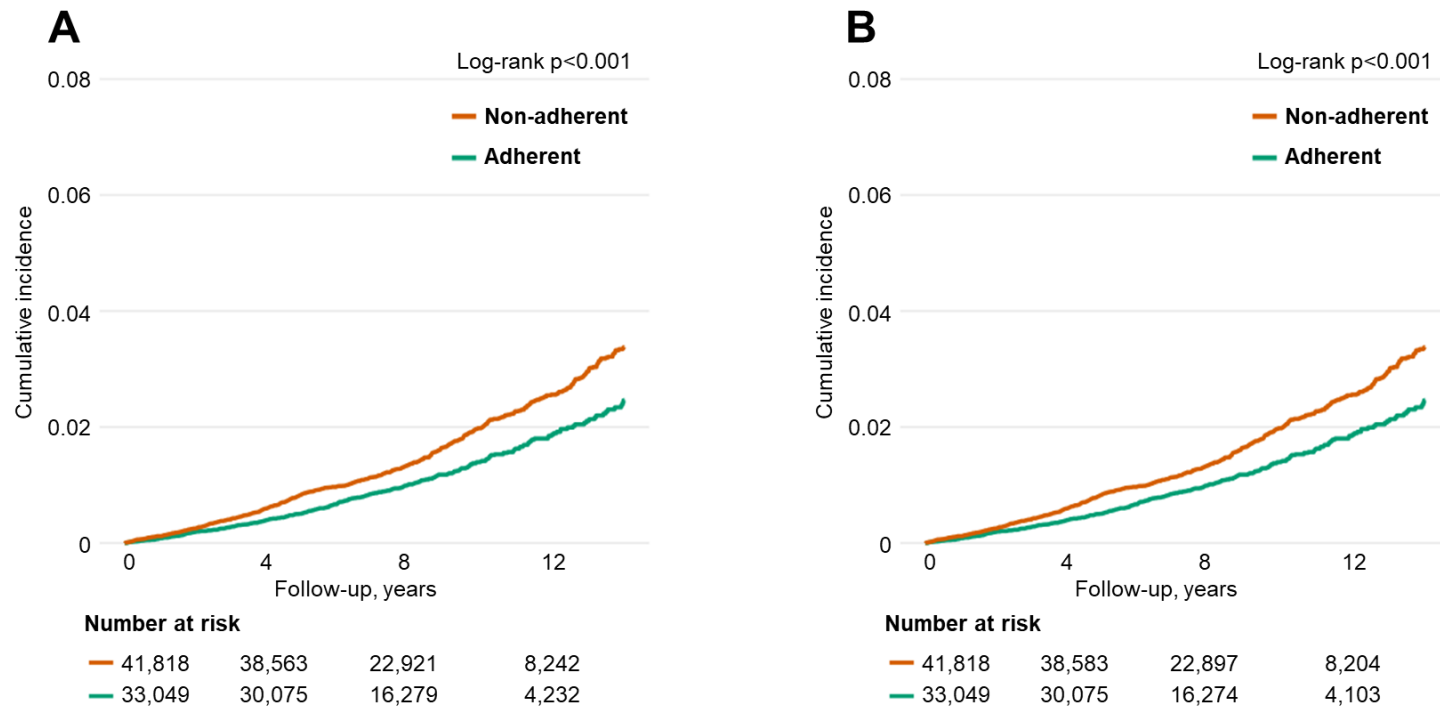 A
Log-rank p<0.001
0.08
Non-adherent
Adherent
0.06
0.04
0.02
0
Cumulative incidence
0 4 8 12
Follow-up, years
Number at risk
41,818 38,563 22,921 8,242
33,049 30,075 16,279 4,232
B
Log-rank p<0.001
0.08
Non-adherent
Adherent
0.06
0.04
0.02
0
Cumulative incidence
0 4 8 12
Follow-up, years
Number at risk
41,818 38,583 22,897 8,204
33,049 30,075 16,274 4,103